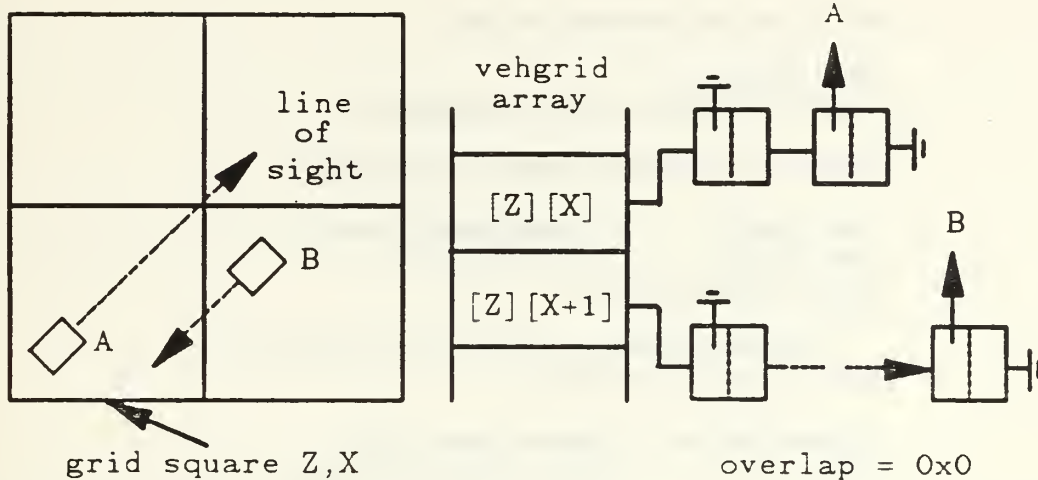 line
of
sight
A
B
grid square Z,X
vehgrid
array
[Z] [X]
[Z] [X+1]
A
B
overlap = 0x0